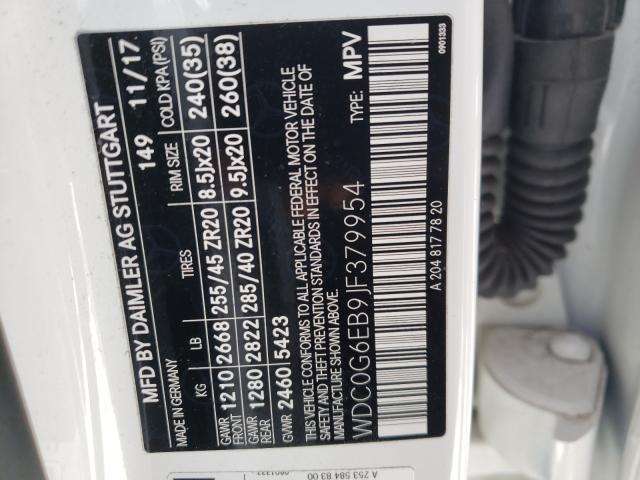 MFD BY DAIMLER AG STUTTGART
149 11/17
MADE IN GERMANY
KG LB TIRES RIM SIZE COLD KPA(PSI)
GAWR FRONT 1210 2668 255/45 ZR20 8.5Jx20 240(35)
GAWR REAR 1280 2822 285/40 ZR20 9.5Jx20 260(38)
GVWR 2460 5423
THIS VEHICLE CONFORMS TO ALL APPLICABLE FEDERAL MOTOR VEHICLE
SAFETY AND THEFT PREVENTION STANDARDS IN EFFECT ON THE DATE OF
MANUFACTURE SHOWN ABOVE
WDC0G6EB9JF379954 TYPE: MPV
A 204 817 78 20
0901333
A 253 584 83 00